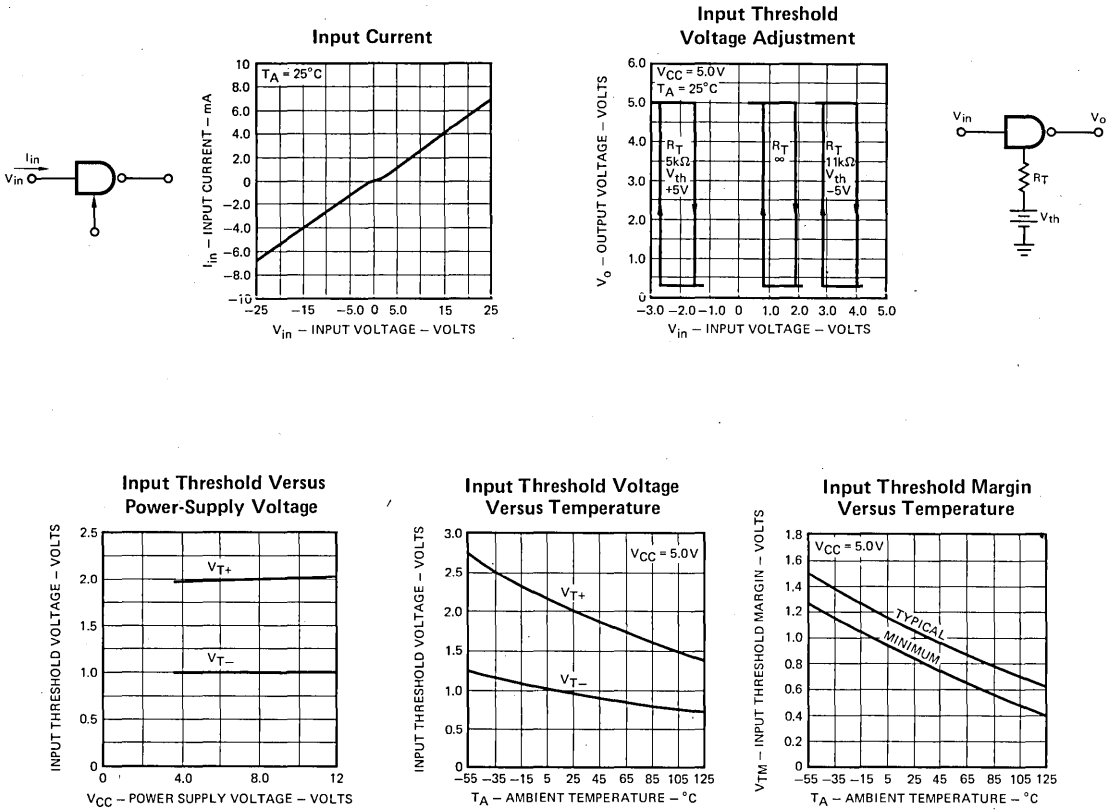 Input Current
10
8.0
6.0
4.0
2.0
0
−2.0
−4.0
−6.0
−8.0
−10
TA = 25°C
Iin – INPUT CURRENT – mA
−25 −15 −5.0 0 5.0 15 25
Vin – INPUT VOLTAGE – VOLTS
Iin
Vin
Input Threshold
Voltage Adjustment
6.0
5.0
4.0
3.0
2.0
1.0
0
VCC = 5.0V
TA = 25°C
RT
5kΩ
Vth
+5V
RT
∞
RT
11kΩ
Vth
−5V
Vo – OUTPUT VOLTAGE – VOLTS
−3.0 −2.0 −1.0 0 1.0 2.0 3.0 4.0 5.0
Vin – INPUT VOLTAGE – VOLTS
Vin
Vo
RT
Vth
Input Threshold Versus
Power-Supply Voltage
2.5
2.0
1.5
1.0
0.5
0
VT+
VT−
INPUT THRESHOLD VOLTAGE – VOLTS
0 4.0 8.0 12
VCC – POWER SUPPLY VOLTAGE – VOLTS
Input Threshold Voltage
Versus Temperature
3.0
2.5
2.0
1.5
1.0
0.5
0
VCC = 5.0V
VT+
VT−
INPUT THRESHOLD VOLTAGE – VOLTS
−55 −35 −15 5 25 45 65 85 105 125
TA – AMBIENT TEMPERATURE – °C
Input Threshold Margin
Versus Temperature
1.8
1.6
1.4
1.2
1.0
0.8
0.6
0.4
0.2
0
VCC = 5.0V
TYPICAL
MINIMUM
VTM – INPUT THRESHOLD MARGIN – VOLTS
−55 −35 −15 5 25 45 65 85 105 125
TA – AMBIENT TEMPERATURE – °C